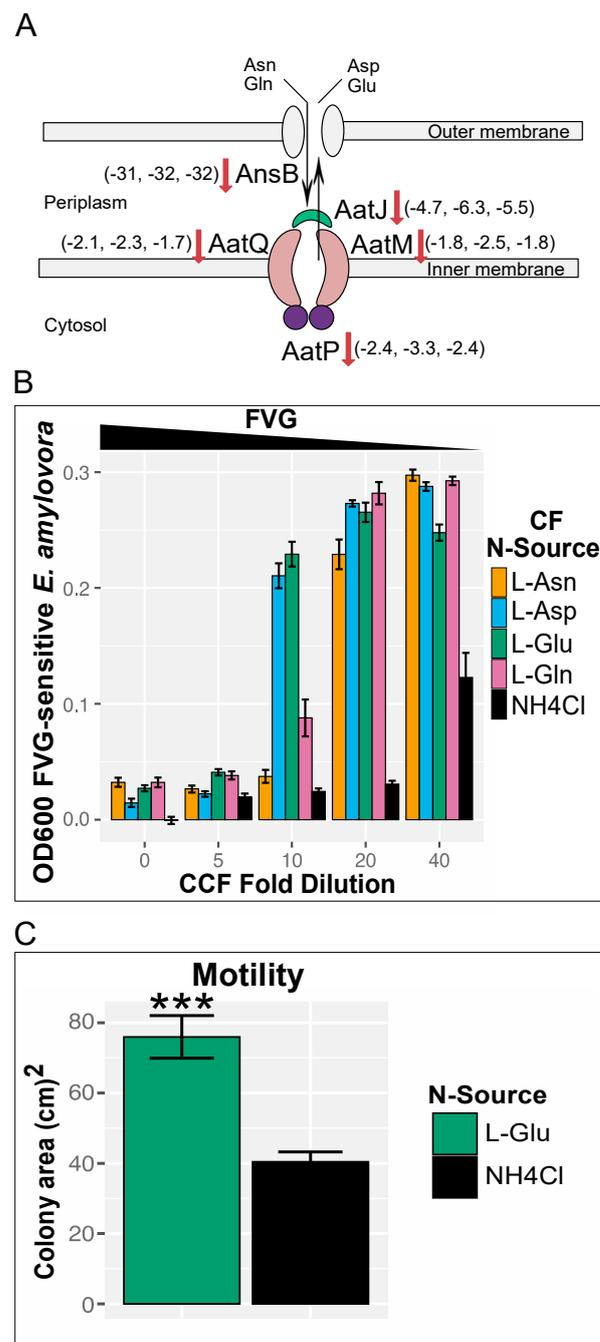 A
Asn Asp
Gln Glu
Outer membrane
(-31, -32, -32) AnsB
Periplasm
AatJ (-4.7, -6.3, -5.5)
(-2.1, -2.3, -1.7) AatQ AatM (-1.8, -2.5, -1.8)
Inner membrane
Cytosol
AatP (-2.4, -3.3, -2.4)
B
FVG
OD600 FVG-sensitive E. amylovora
0.3
0.2
0.1
0.0
0 5 10 20 40
CCF Fold Dilution
CF
N-Source
L-Asn
L-Asp
L-Glu
L-Gln
NH4Cl
C
Motility
***
Colony area (cm)2
80
60
40
20
0
N-Source
L-Glu
NH4Cl